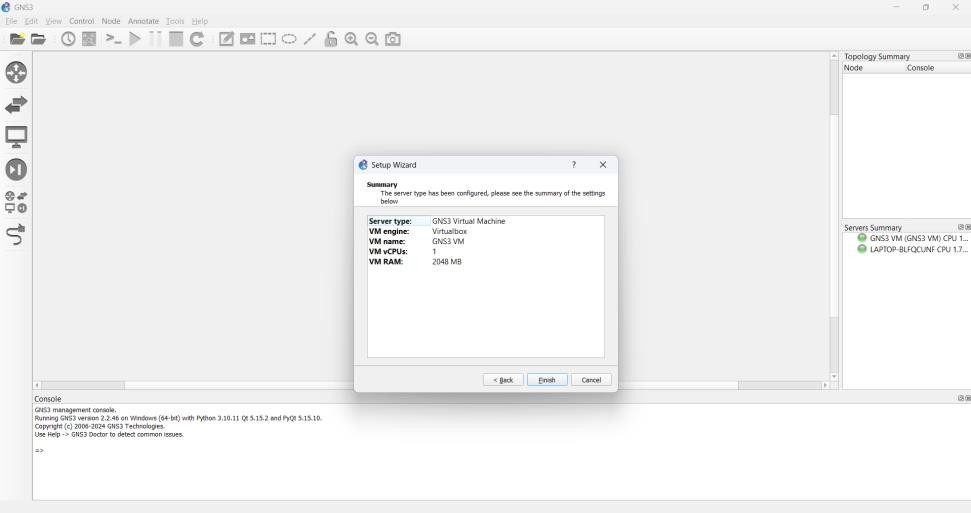 GNS3
File Edit View Control Node Annotate Tools Help
Topology Summary
Node Console
Setup Wizard ?
Summary
The server type has been configured, please see the summary of the settings
below
Server type: GNS3 Virtual Machine
VM engine: Virtualbox
VM name: GNS3 VM
VM vCPUs: 1
VM RAM: 2048 MB
< Back Finish Cancel
Servers Summary
GNS3 VM (GNS3 VM) CPU 1...
LAPTOP-BLFQCUNF CPU 1.7...
Console
GNS3 management console.
Running GNS3 version 2.2.46 on Windows (64-bit) with Python 3.10.11 Qt 5.15.2 and PyQt 5.15.10.
Copyright (c) 2006-2024 GNS3 Technologies.
Use Help -> GNS3 Doctor to detect common issues.
=>